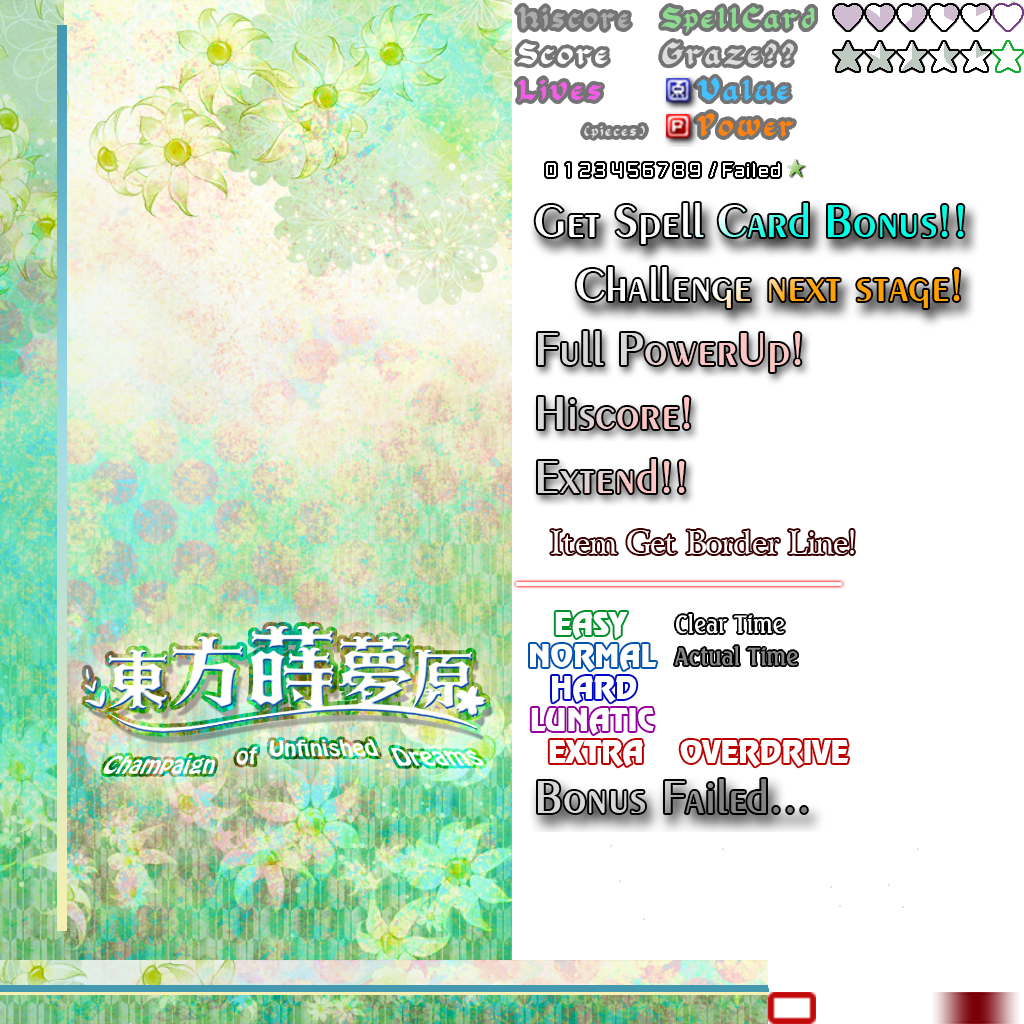 hiscore SpellCard
Score Graze??
Lives Value
(pieces) P Power
0123456789/Failed
Get Spell Card Bonus!!
Challenge next stage!
Full PowerUp!
Hiscore!
Extend!!
Item Get Border Line!
EASY Clear Time
NORMAL Actual Time
HARD
LUNATIC
EXTRA OVERDRIVE
Bonus Failed...
東方蒔夢原
Champaign of Unfinished Dreams